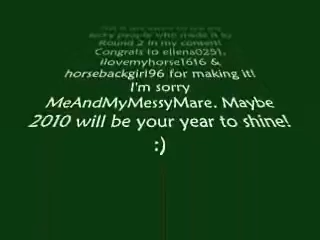 lucky people who made it to
Round 2 in my contest!
Congrats to ellena0251,
ilovemyhorse1616 &
horsebackgirl96 for making it!
I'm sorry
MeAndMyMessyMare. Maybe
2010 will be your year to shine!
:)